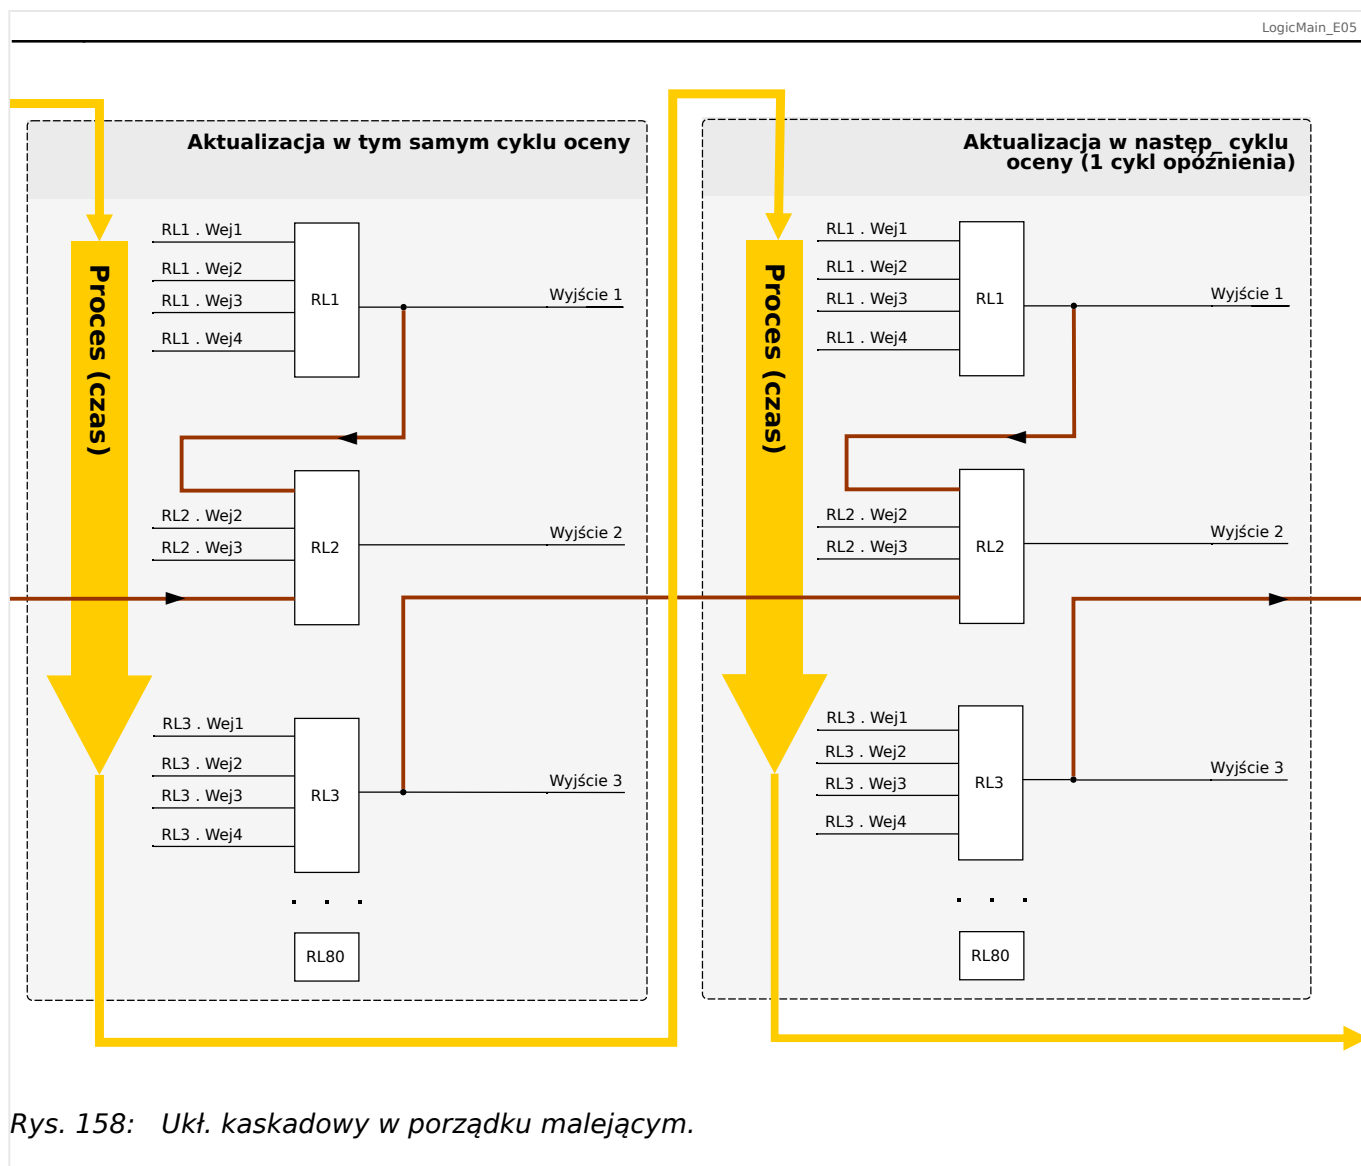 LogicMain_E05
Aktualizacja w tym samym cyklu oceny
Proces (czas)
RL1 . Wej1
RL1 . Wej2
RL1 . Wej3
RL1 . Wej4
RL1
Wyjście 1
RL2 . Wej2
RL2 . Wej3
RL2
Wyjście 2
RL3 . Wej1
RL3 . Wej2
RL3 . Wej3
RL3 . Wej4
RL3
Wyjście 3
. . .
RL80
Aktualizacja w następ_ cyklu
oceny (1 cykl opóźnienia)
Proces (czas)
RL1 . Wej1
RL1 . Wej2
RL1 . Wej3
RL1 . Wej4
RL1
Wyjście 1
RL2 . Wej2
RL2 . Wej3
RL2
Wyjście 2
RL3 . Wej1
RL3 . Wej2
RL3 . Wej3
RL3 . Wej4
RL3
Wyjście 3
. . .
RL80
Rys. 158: Ukł. kaskadowy w porządku malejącym.